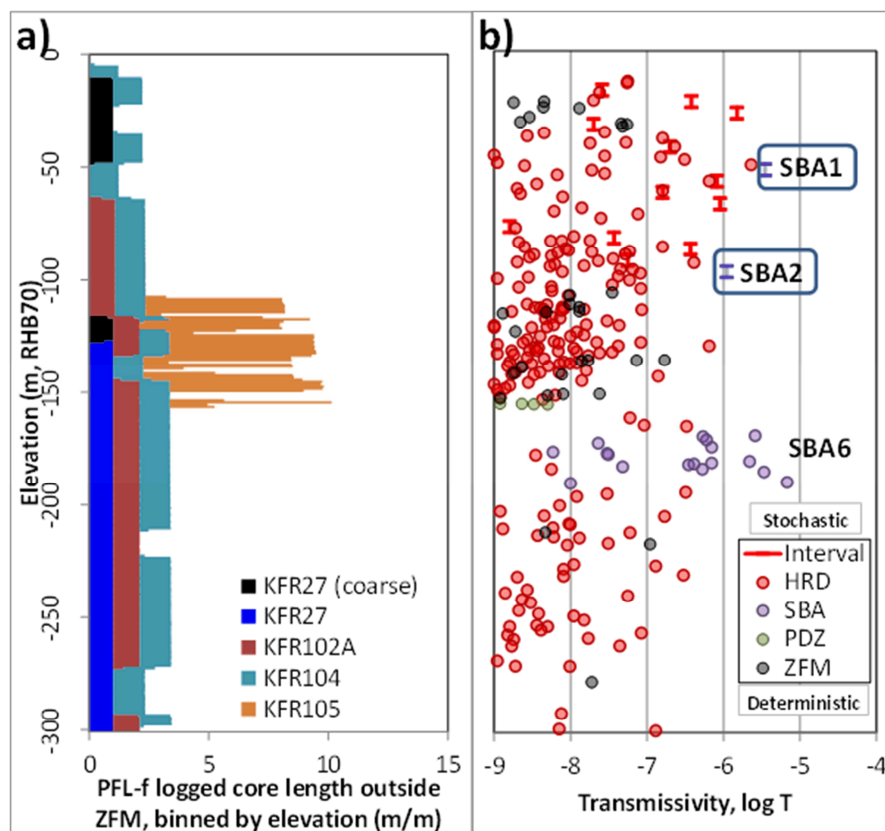 a)
0
-50
-100
-150
-200
-250
-300
Elevation (m, RHB70)
KFR27 (coarse)
KFR27
KFR102A
KFR104
KFR105
0
5
10
15
PFL-f logged core length outside
ZFM, binned by elevation (m/m)
b)
SBA1
SBA2
SBA6
Stochastic
Interval
HRD
SBA
PDZ
ZFM
Deterministic
-9
-8
-7
-6
-5
-4
Transmissivity, log T